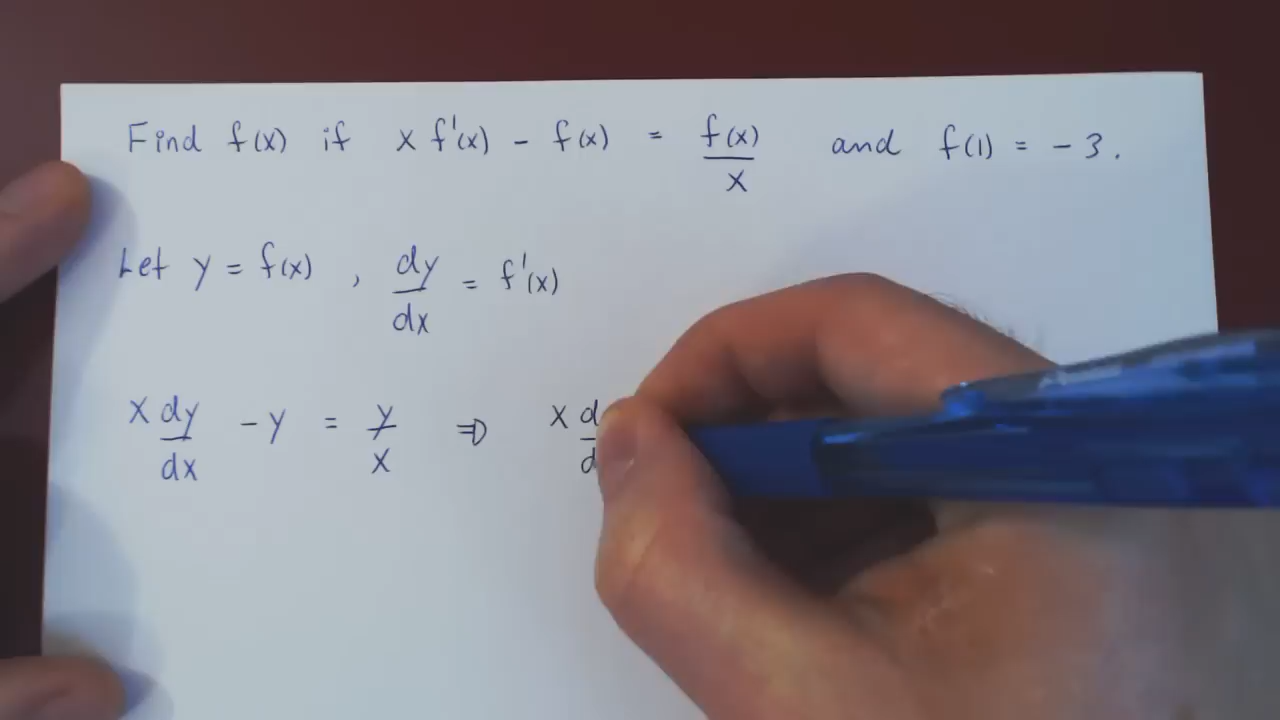 Find f(x) if x f'(x) - f(x) = f(x)/x and f(1) = -3.
Let y = f(x), dy/dx = f'(x)
x dy/dx - y = y/x ⇒ x d/d